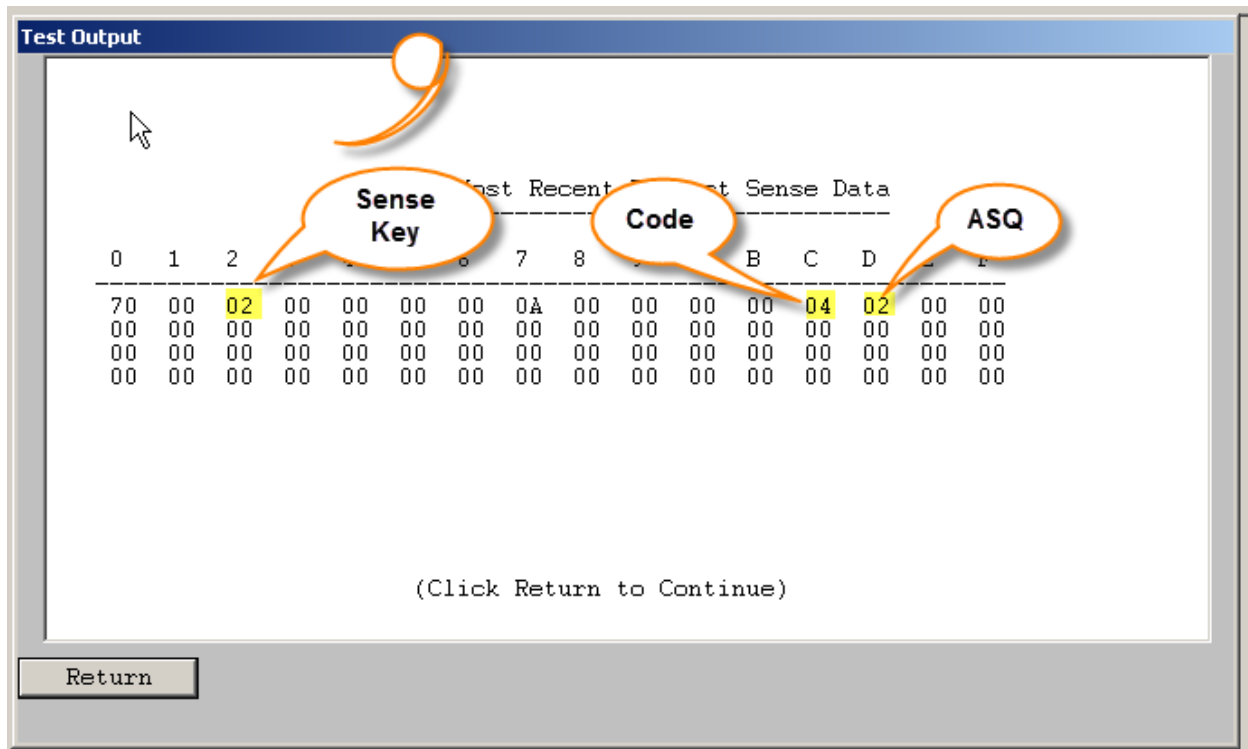 Test Output
Recent Sense Data
Sense
Key
Code
ASQ
0 1 2 7 8 B C D
70 00 02 00 00 00 00 0A 00 00 00 00 04 02 00 00
00 00 00 00 00 00 00 00 00 00 00 00 00 00 00 00
00 00 00 00 00 00 00 00 00 00 00 00 00 00 00 00
00 00 00 00 00 00 00 00 00 00 00 00 00 00 00 00
(Click Return to Continue)
Return